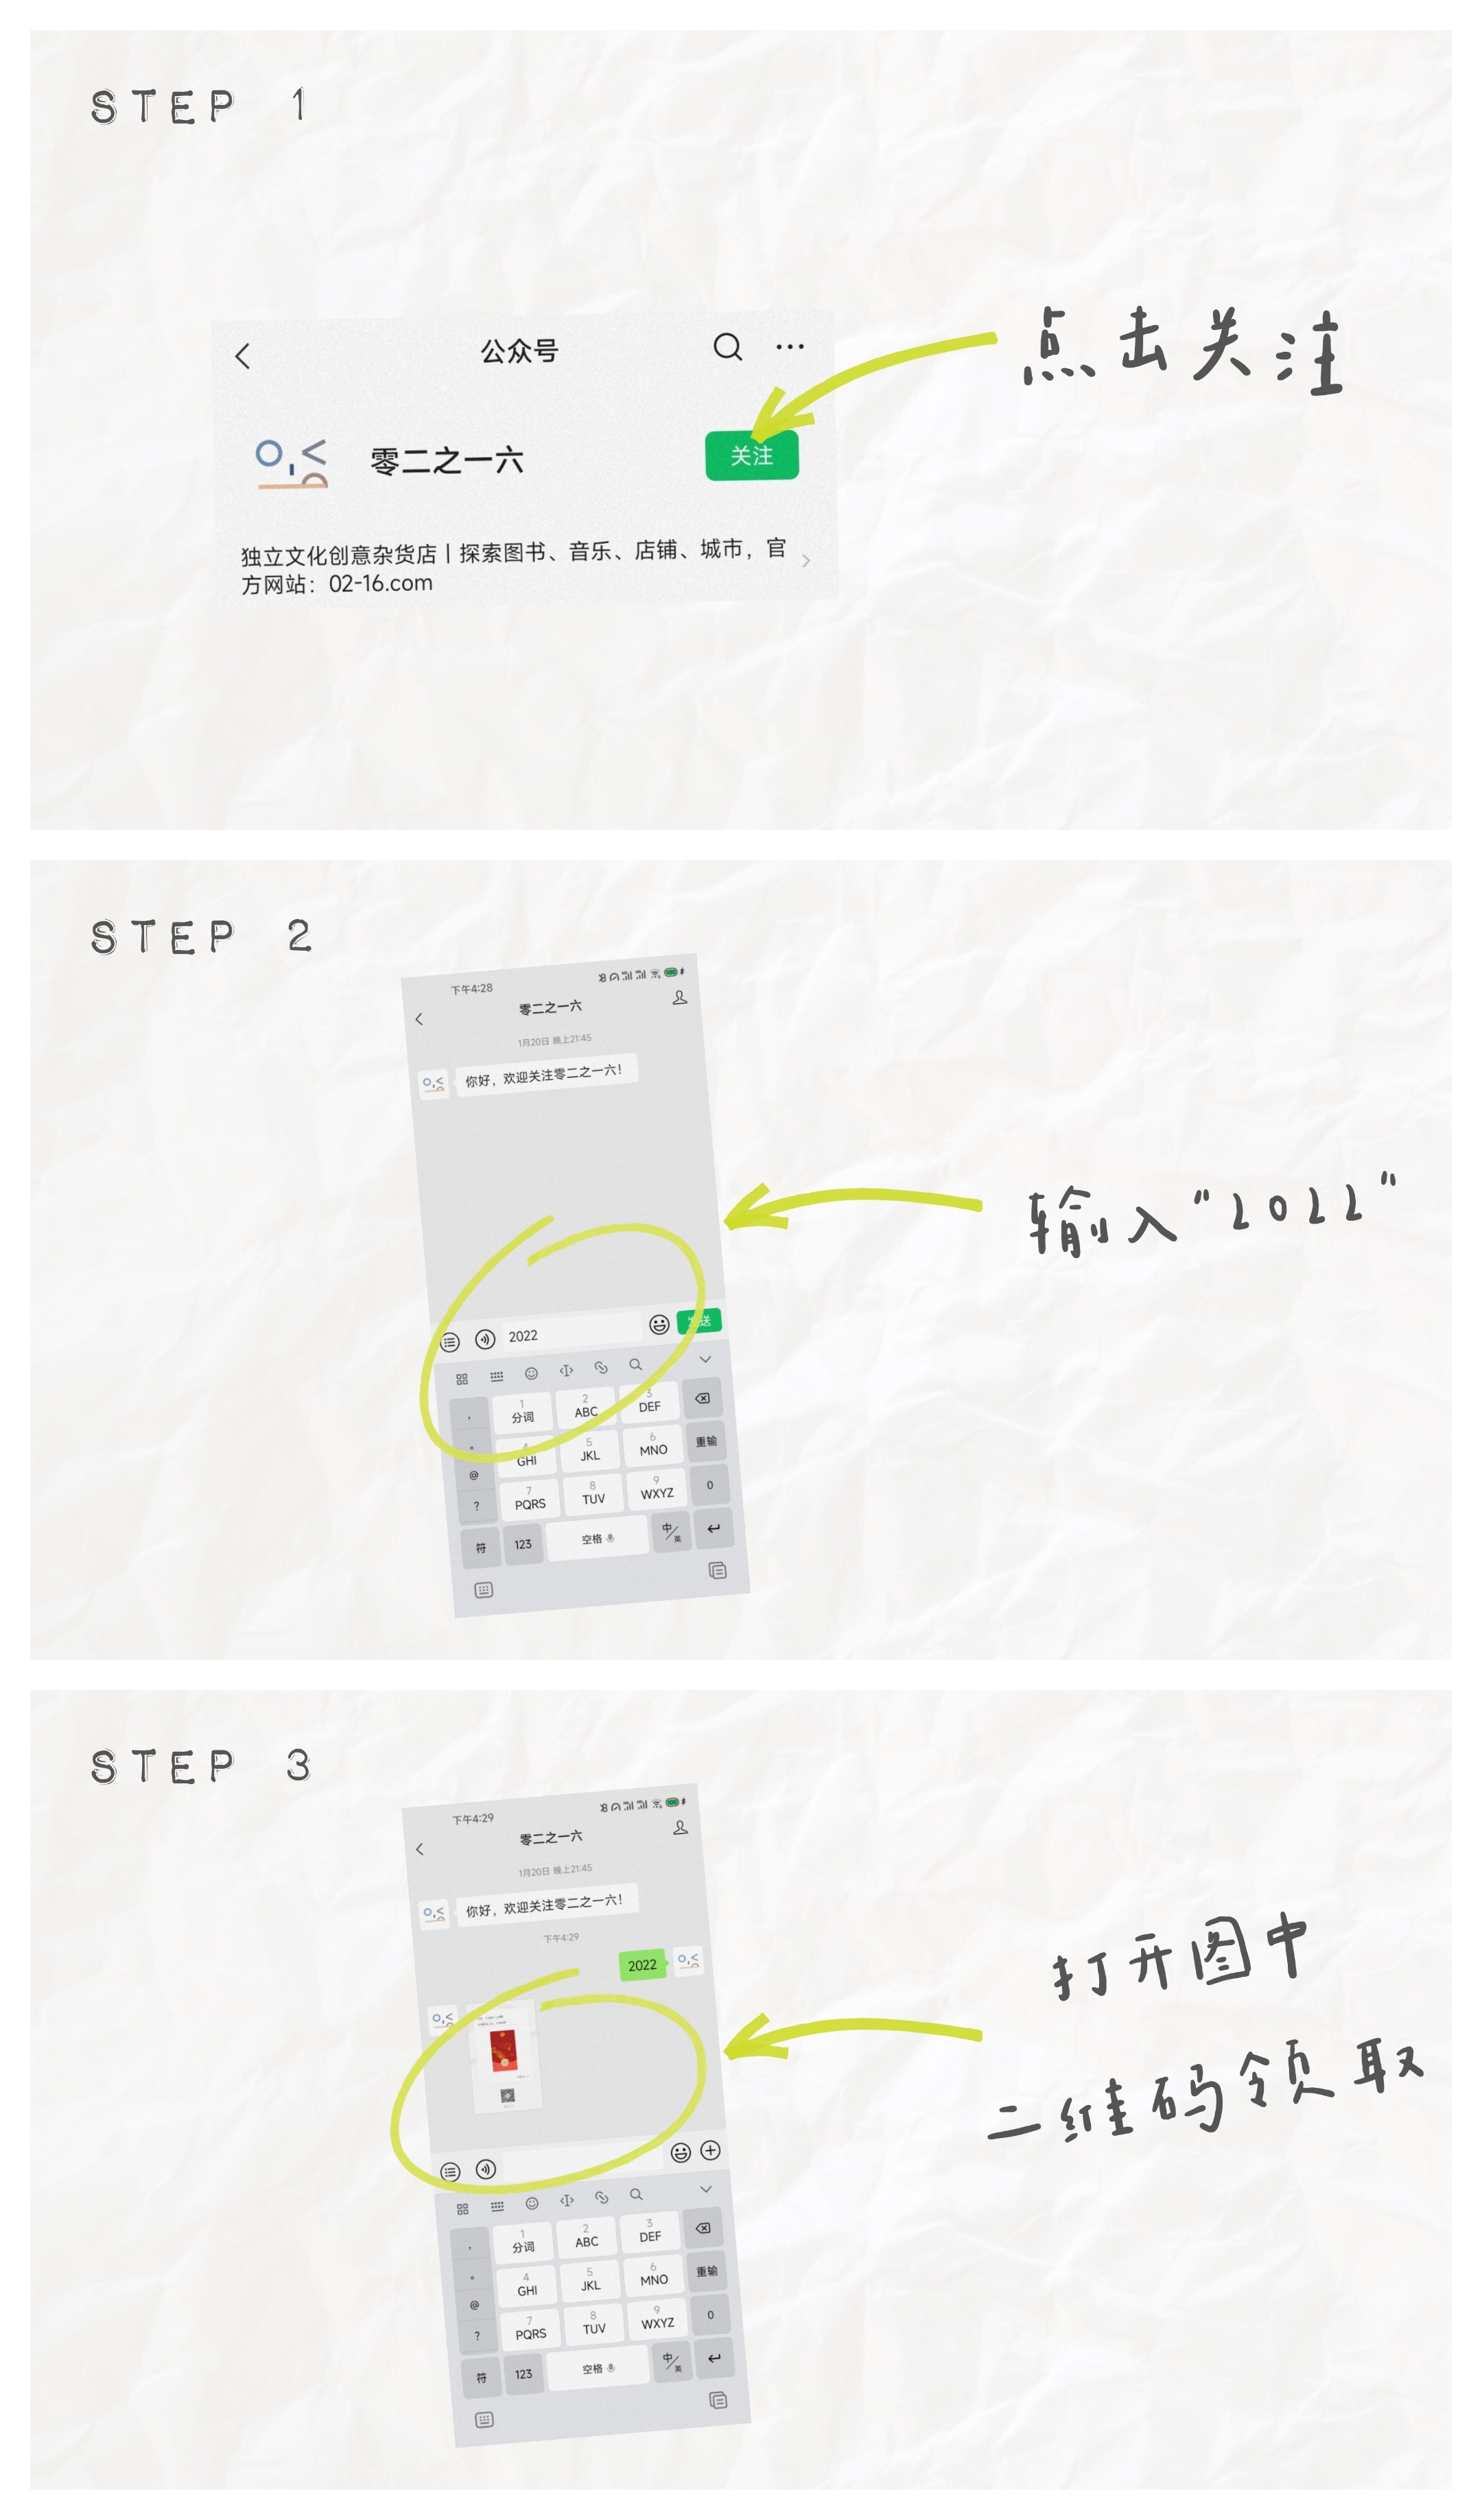 STEP 1
公众号
零二之一六
关注
点击关注
独立文化创意杂货店 | 探索图书、音乐、店铺、城市，官
方网站：02-16.com
STEP 2
下午4:28
零二之一六
1月20日 晚上21:45
你好，欢迎关注零二之一六！
输入“2022”
2022
发送
，
1
分词
2
ABC
3
DEF
。
4
GHI
5
JKL
6
MNO
重输
@
7
PQRS
8
TUV
9
WXYZ
0
?
符
123
空格
中/英
STEP 3
下午4:29
零二之一六
1月20日 晚上21:45
你好，欢迎关注零二之一六！
下午4:29
2022
打开图中
二维码领取
，
1
分词
2
ABC
3
DEF
。
4
GHI
5
JKL
6
MNO
重输
@
7
PQRS
8
TUV
9
WXYZ
0
?
符
123
空格
中/英